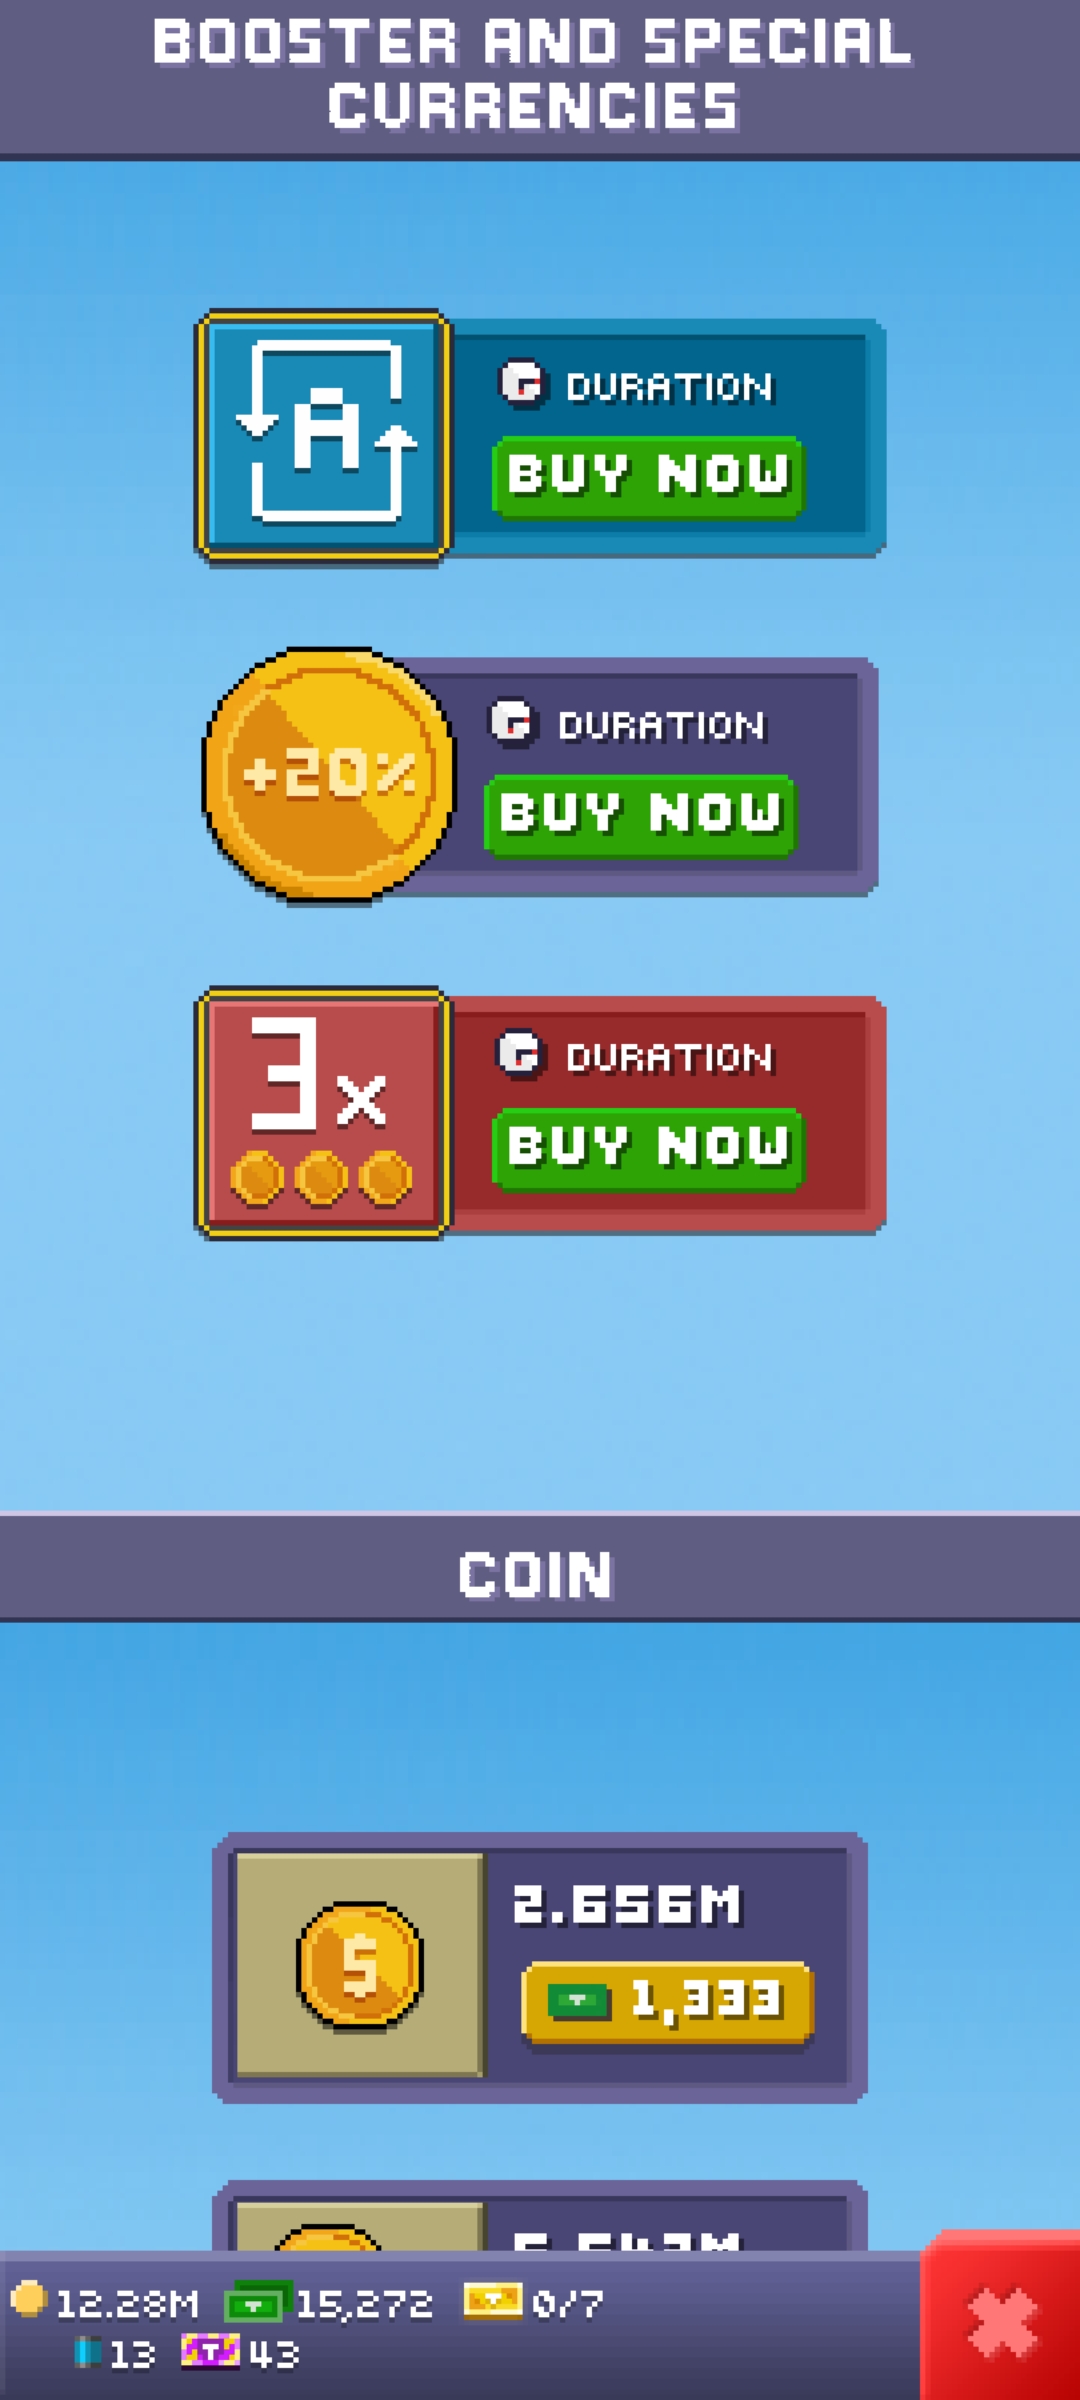 BOOSTER AND SPECIAL
CURRENCIES
A
DURATION
BUY NOW
+20%
DURATION
BUY NOW
3x
DURATION
BUY NOW
COIN
$
2.656M
T 1,333
12.28M T 15,272 T 0/7
13 T 43